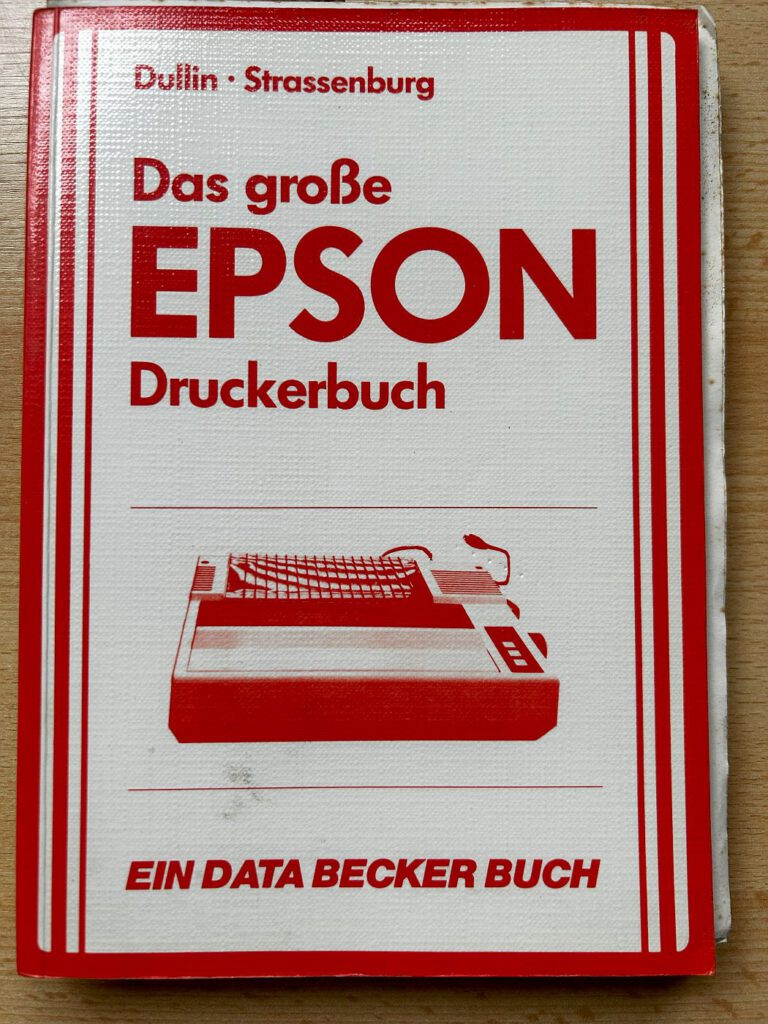 Dullin · Strassenburg
Das große
EPSON
Druckerbuch
EIN DATA BECKER BUCH